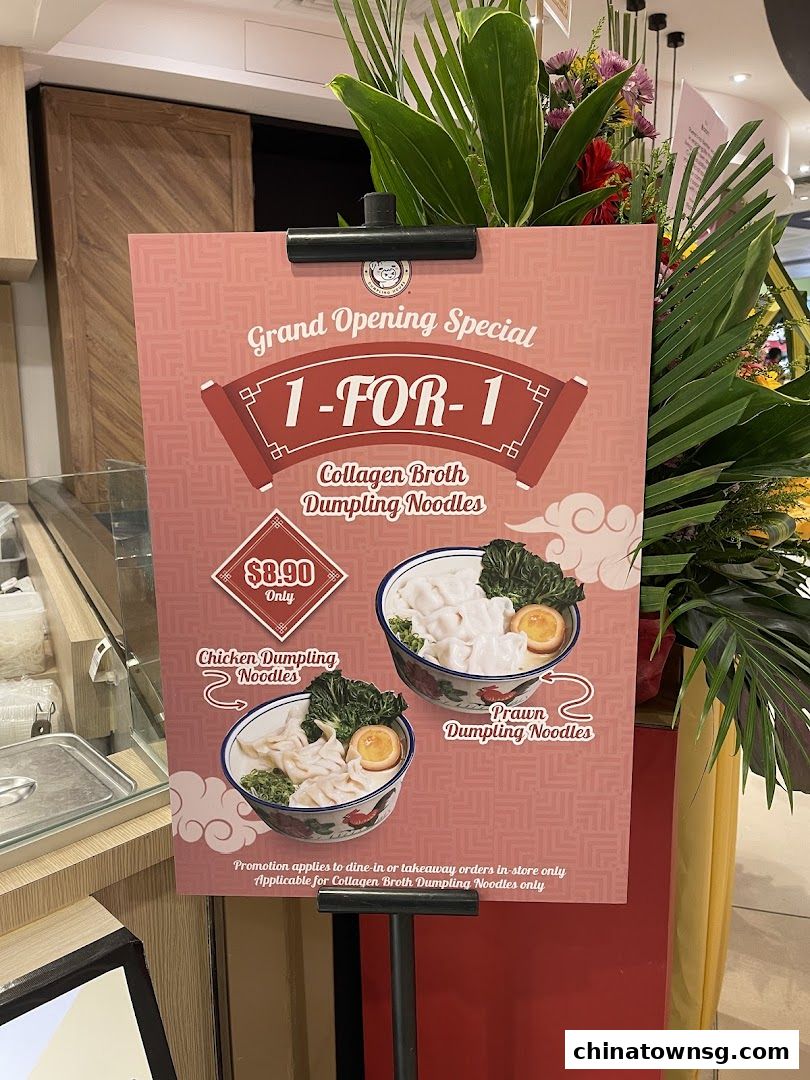 Grand Opening Special
1-FOR-1
Collagen Broth
Dumpling Noodles
$8.90
Only
Chicken Dumpling
Noodles
Prawn
Dumpling Noodles
Promotion applies to dine-in or takeaway orders in-store only
Applicable for Collagen Broth Dumpling Noodles only
chinatownsg.com